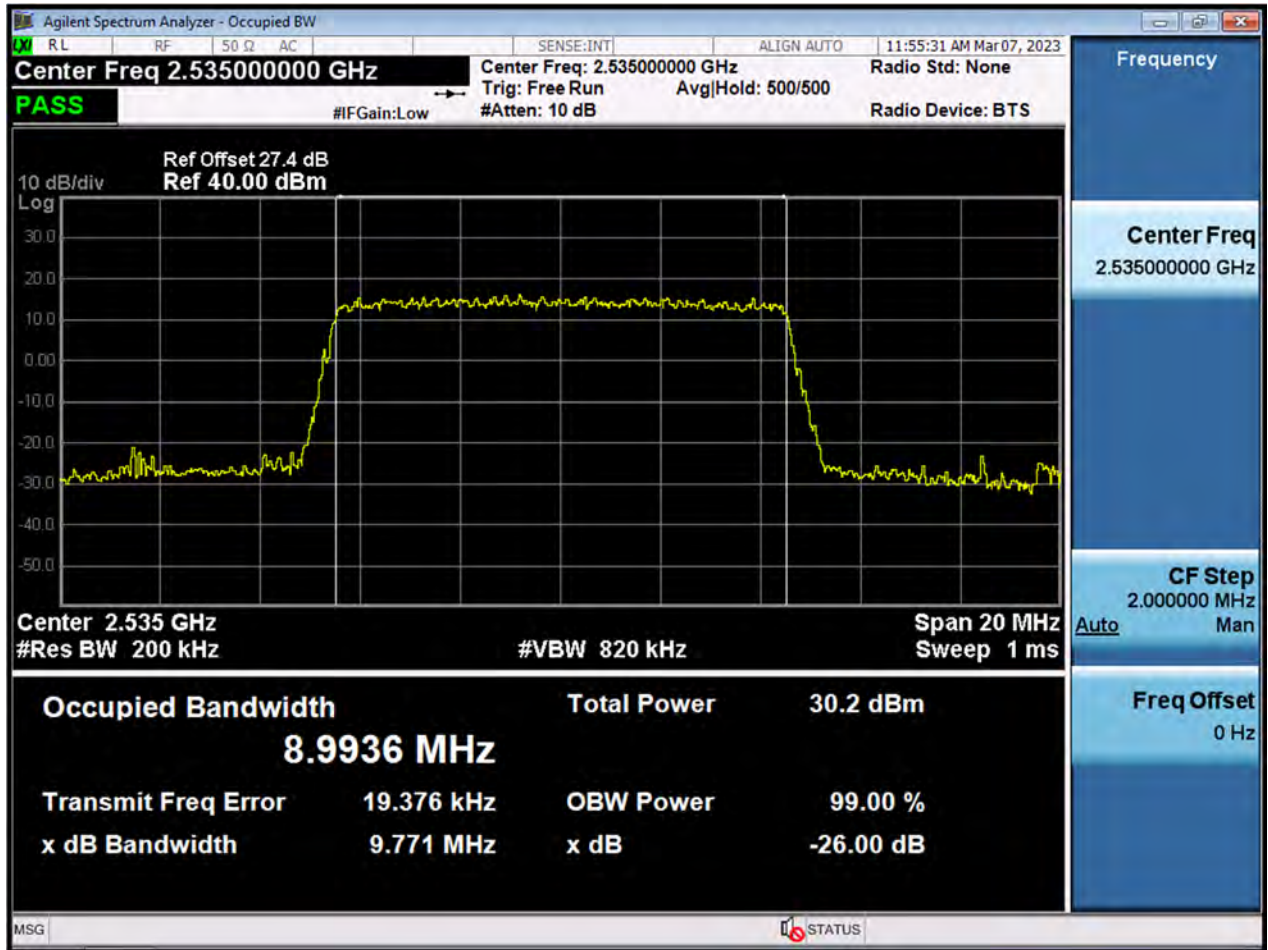 Agilent Spectrum Analyzer - Occupied BW
LXI RL RF 50 Ω AC SENSE:INT ALIGN AUTO 11:55:31 AM Mar 07, 2023
Center Freq 2.535000000 GHz
Center Freq: 2.535000000 GHz Radio Std: None
Trig: Free Run Avg|Hold: 500/500
PASS
#IFGain:Low #Atten: 10 dB Radio Device: BTS
Ref Offset 27.4 dB
10 dB/div Ref 40.00 dBm
Log
30.0
20.0
10.0
0.00
-10.0
-20.0
-30.0
-40.0
-50.0
Center 2.535 GHz Span 20 MHz
#Res BW 200 kHz #VBW 820 kHz Sweep 1 ms
Occupied Bandwidth Total Power 30.2 dBm
8.9936 MHz
Transmit Freq Error 19.376 kHz OBW Power 99.00 %
x dB Bandwidth 9.771 MHz x dB -26.00 dB
MSG STATUS
Frequency
Center Freq
2.535000000 GHz
CF Step
2.000000 MHz
Auto Man
Freq Offset
0 Hz